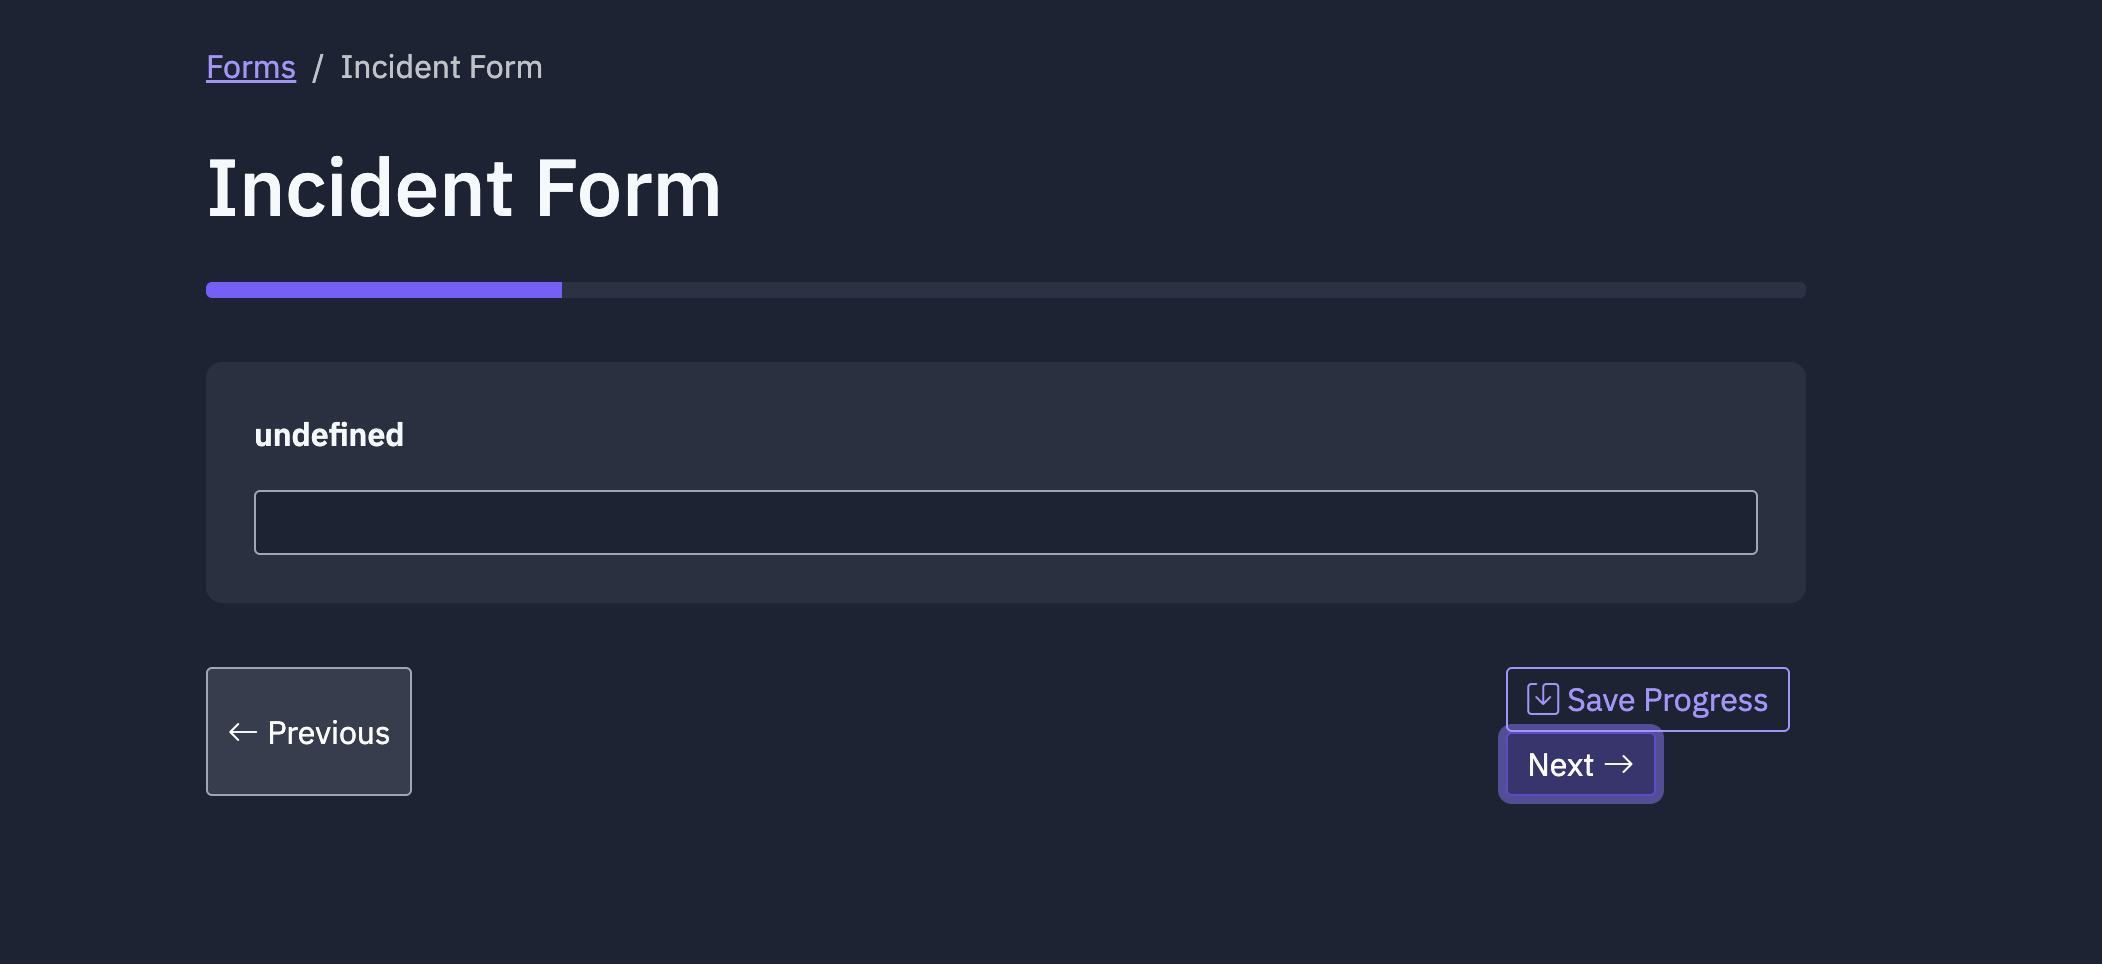 Forms / Incident Form
Incident Form
undefined
← Previous
Save Progress
Next →